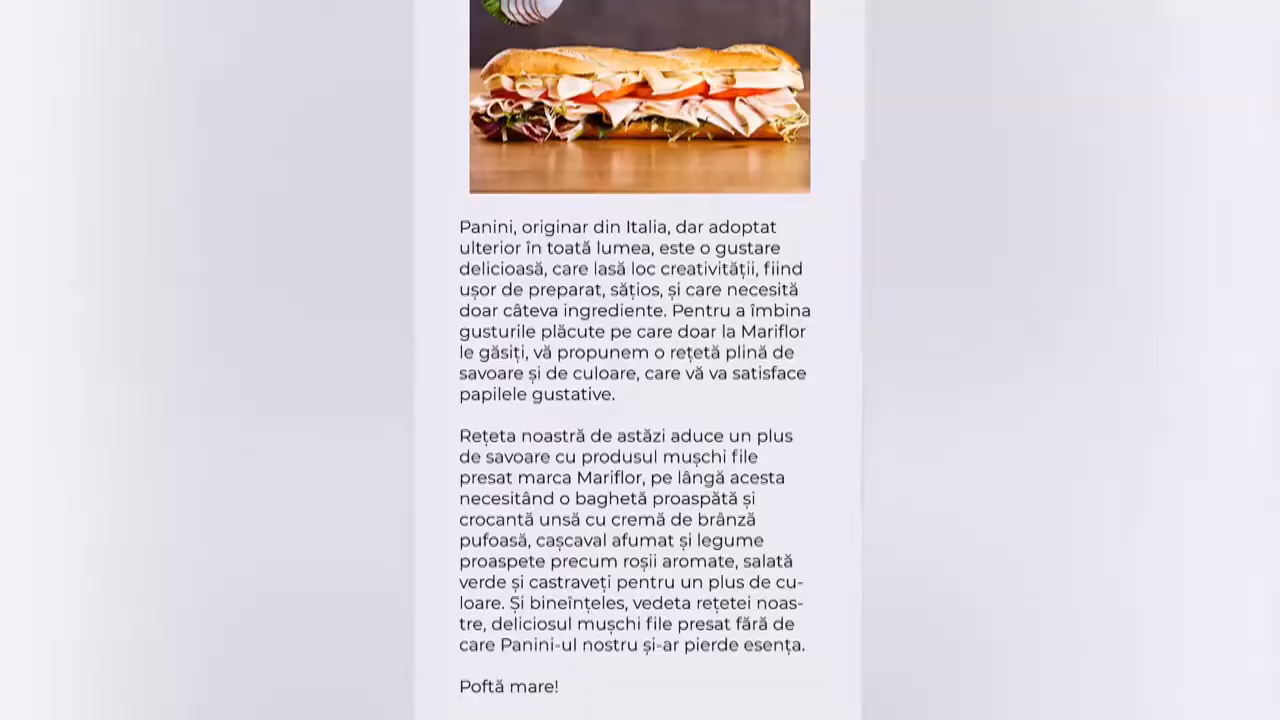 Panini, originar din Italia, dar adoptat
ulterior în toată lumea, este o gustare
delicioasă, care lasă loc creativității, fiind
ușor de preparat, sățios, și care necesită
doar câteva ingrediente. Pentru a îmbina
gusturile plăcute pe care doar la Mariflor
le găsiți, vă propunem o rețetă plină de
savoare și de culoare, care vă va satisface
papilele gustative.
Rețeta noastră de astăzi aduce un plus
de savoare cu produsul mușchi file
presat marca Mariflor, pe lângă acesta
necesitând o baghetă proaspătă și
crocantă unsă cu cremă de brânză
pufoasă, cașcaval afumat și legume
proaspete precum roșii aromate, salată
verde și castraveți pentru un plus de cu-
loare. Și bineînțeles, vedeta rețetei noas-
tre, deliciosul mușchi file presat fără de
care Panini-ul nostru și-ar pierde esența.
Poftă mare!